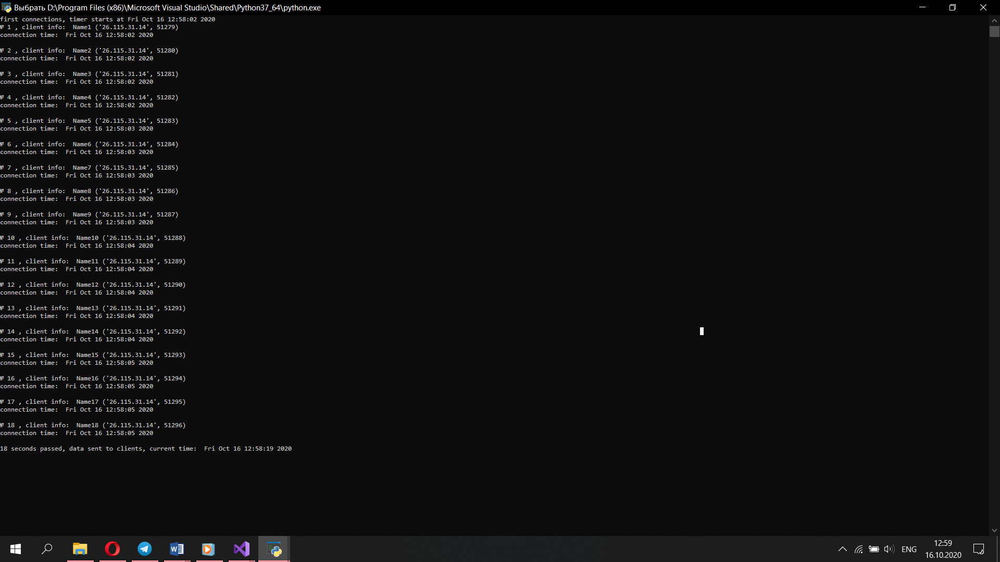 Выбрать D:\Program Files (x86)\Microsoft Visual Studio\Shared\Python37_64\python.exe
first connections, timer starts at Fri Oct 16 12:58:02 2020
№ 1 , client info:  Name1 ('26.115.31.14', 51279)
connection time:  Fri Oct 16 12:58:02 2020
№ 2 , client info:  Name2 ('26.115.31.14', 51280)
connection time:  Fri Oct 16 12:58:02 2020
№ 3 , client info:  Name3 ('26.115.31.14', 51281)
connection time:  Fri Oct 16 12:58:02 2020
№ 4 , client info:  Name4 ('26.115.31.14', 51282)
connection time:  Fri Oct 16 12:58:02 2020
№ 5 , client info:  Name5 ('26.115.31.14', 51283)
connection time:  Fri Oct 16 12:58:03 2020
№ 6 , client info:  Name6 ('26.115.31.14', 51284)
connection time:  Fri Oct 16 12:58:03 2020
№ 7 , client info:  Name7 ('26.115.31.14', 51285)
connection time:  Fri Oct 16 12:58:03 2020
№ 8 , client info:  Name8 ('26.115.31.14', 51286)
connection time:  Fri Oct 16 12:58:03 2020
№ 9 , client info:  Name9 ('26.115.31.14', 51287)
connection time:  Fri Oct 16 12:58:03 2020
№ 10 , client info:  Name10 ('26.115.31.14', 51288)
connection time:  Fri Oct 16 12:58:04 2020
№ 11 , client info:  Name11 ('26.115.31.14', 51289)
connection time:  Fri Oct 16 12:58:04 2020
№ 12 , client info:  Name12 ('26.115.31.14', 51290)
connection time:  Fri Oct 16 12:58:04 2020
№ 13 , client info:  Name13 ('26.115.31.14', 51291)
connection time:  Fri Oct 16 12:58:04 2020
№ 14 , client info:  Name14 ('26.115.31.14', 51292)
connection time:  Fri Oct 16 12:58:04 2020
№ 15 , client info:  Name15 ('26.115.31.14', 51293)
connection time:  Fri Oct 16 12:58:05 2020
№ 16 , client info:  Name16 ('26.115.31.14', 51294)
connection time:  Fri Oct 16 12:58:05 2020
№ 17 , client info:  Name17 ('26.115.31.14', 51295)
connection time:  Fri Oct 16 12:58:05 2020
№ 18 , client info:  Name18 ('26.115.31.14', 51296)
connection time:  Fri Oct 16 12:58:05 2020
18 seconds passed, data sent to clients, current time:  Fri Oct 16 12:58:19 2020
ENG
12:59
16.10.2020